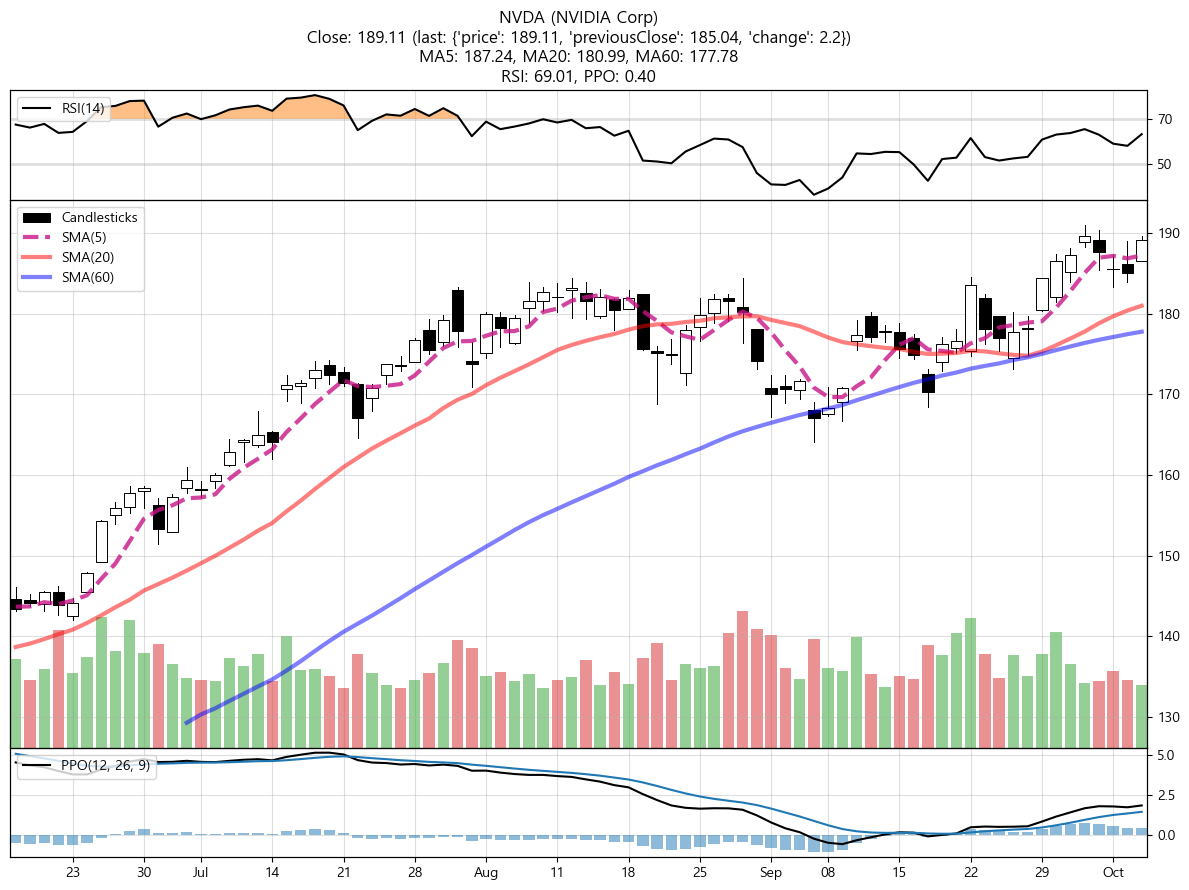 NVDA (NVIDIA Corp)
Close: 189.11 (last: {'price': 189.11, 'previousClose': 185.04, 'change': 2.2})
MA5: 187.24, MA20: 180.99, MA60: 177.78
RSI: 69.01, PPO: 0.40
RSI(14)
70
50
Candlesticks
SMA(5)
SMA(20)
SMA(60)
190
180
170
160
150
140
130
PPO(12, 26, 9)
5.0
2.5
0.0
23 30 Jul 14 21 28 Aug 11 18 25 Sep 08 15 22 29 Oct